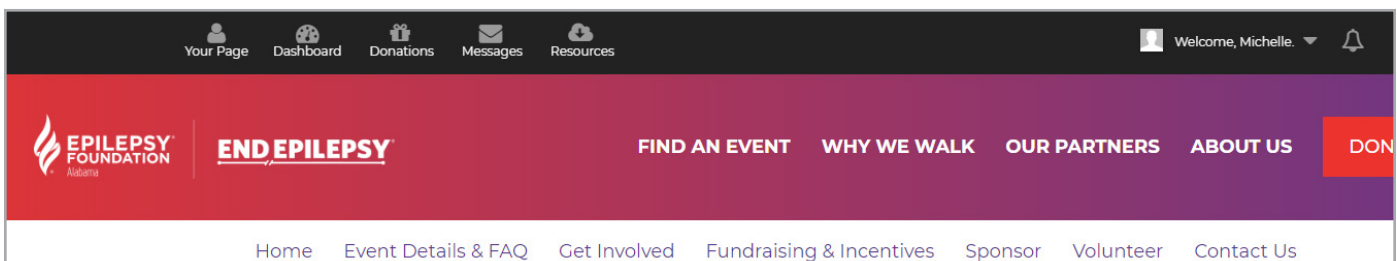 Your Page Dashboard Donations Messages Resources Welcome, Michelle.
EPILEPSY
FOUNDATION
Alabama
END EPILEPSY
FIND AN EVENT WHY WE WALK OUR PARTNERS ABOUT US DON
Home Event Details & FAQ Get Involved Fundraising & Incentives Sponsor Volunteer Contact Us